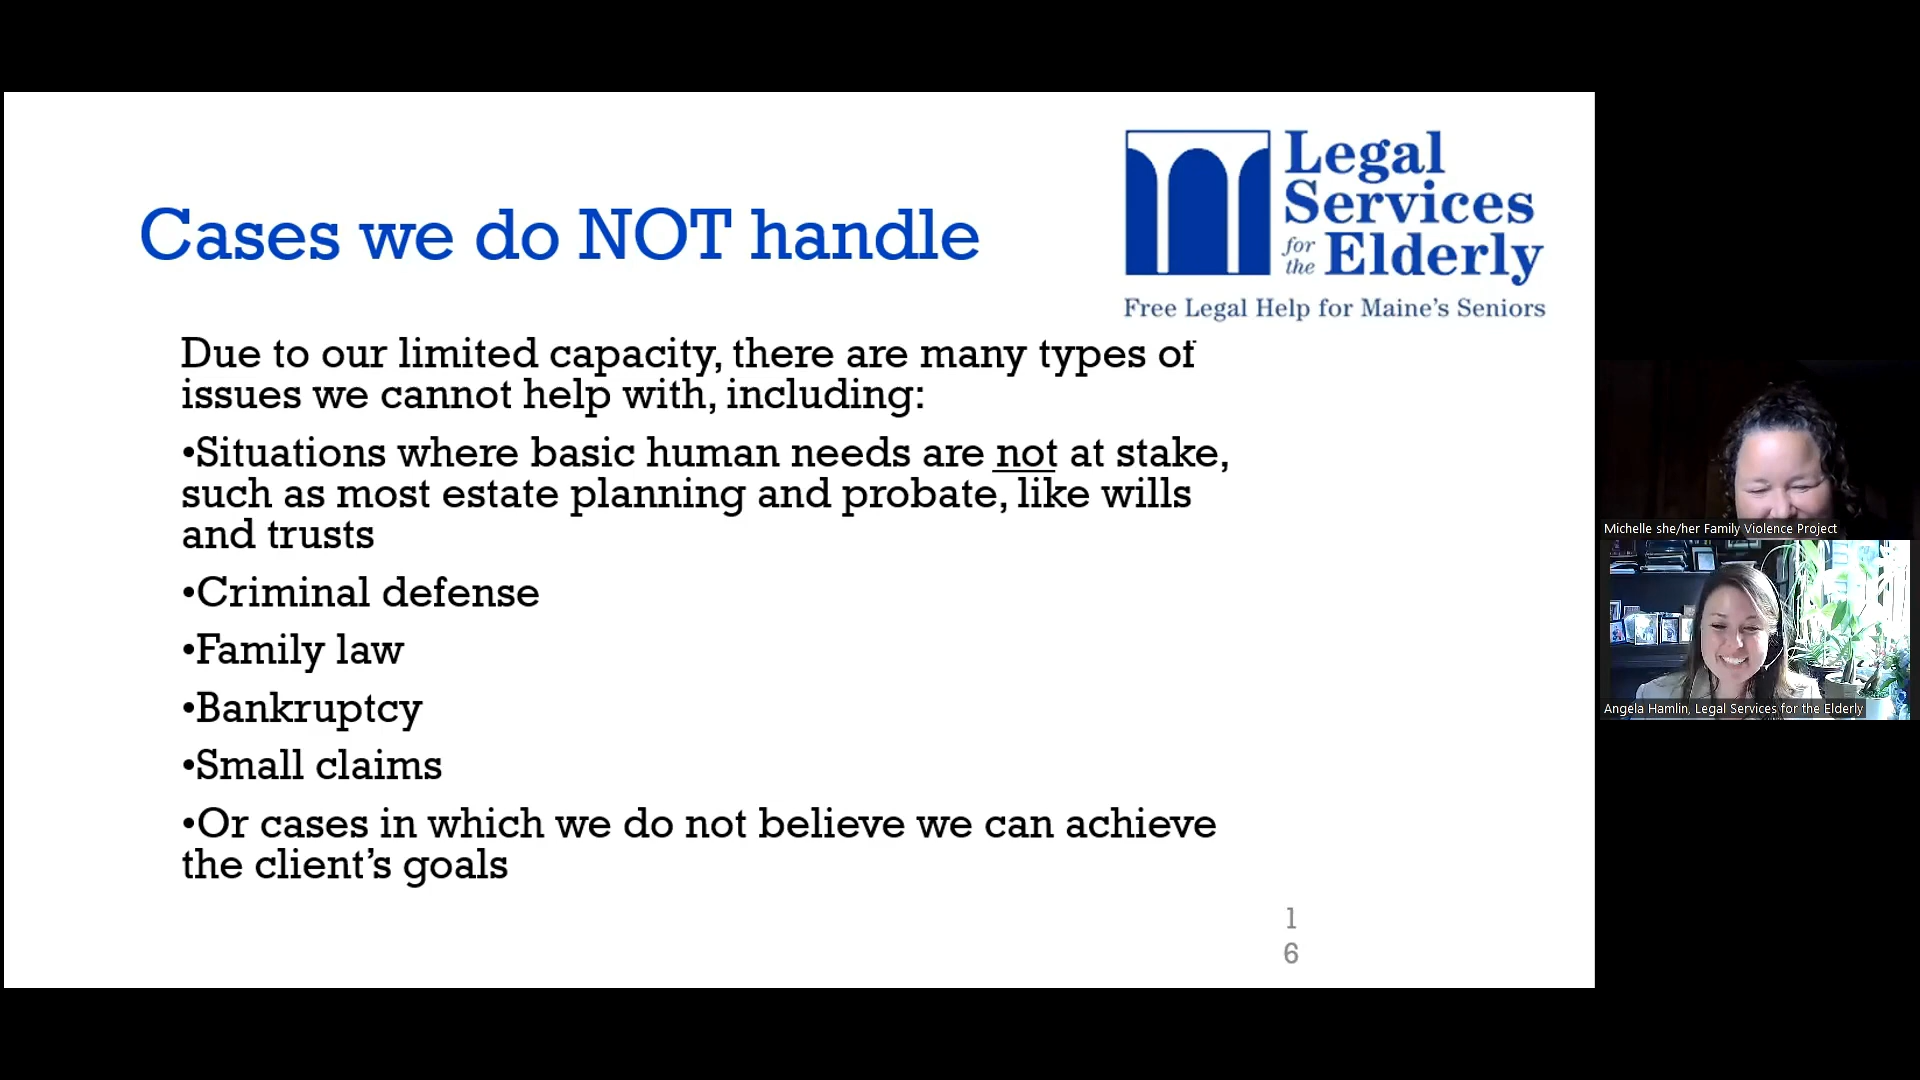 Cases we do NOT handle
Legal
Services
for
the
Elderly
Free Legal Help for Maine's Seniors
Due to our limited capacity, there are many types of
issues we cannot help with, including:
•Situations where basic human needs are not at stake,
such as most estate planning and probate, like wills
and trusts
•Criminal defense
•Family law
•Bankruptcy
•Small claims
•Or cases in which we do not believe we can achieve
the client's goals
1
6
Michelle she/her Family Violence Project
Angela Hamlin, Legal Services for the Elderly